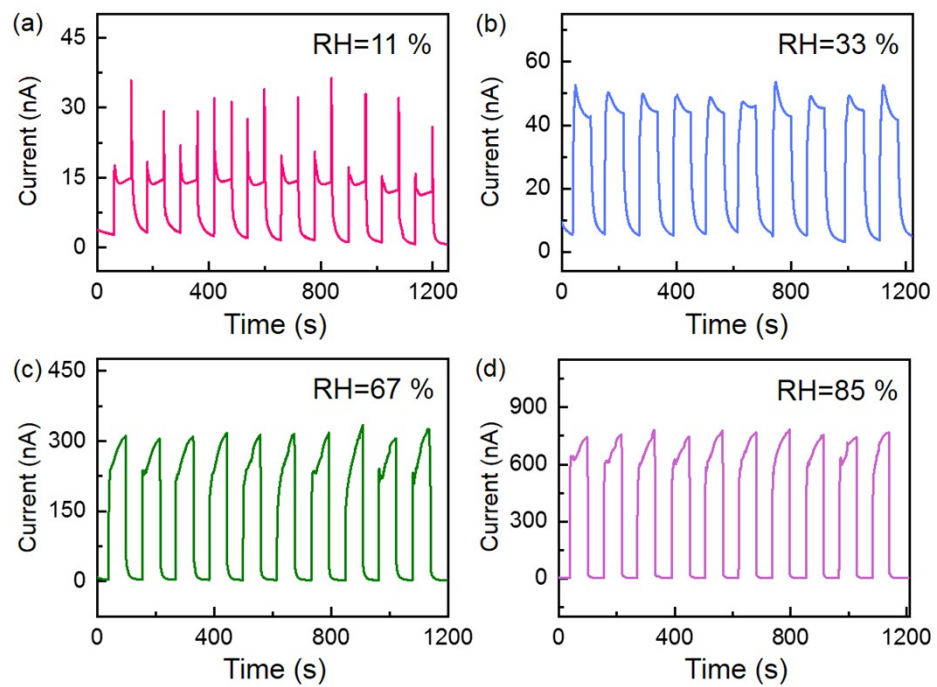 (a)
RH=11 %
Current (nA)
45
30
15
0
0
400
800
1200
Time (s)
(b)
RH=33 %
Current (nA)
60
40
20
0
0
400
800
1200
Time (s)
(c)
RH=67 %
Current (nA)
450
300
150
0
0
400
800
1200
Time (s)
(d)
RH=85 %
Current (nA)
900
600
300
0
0
400
800
1200
Time (s)